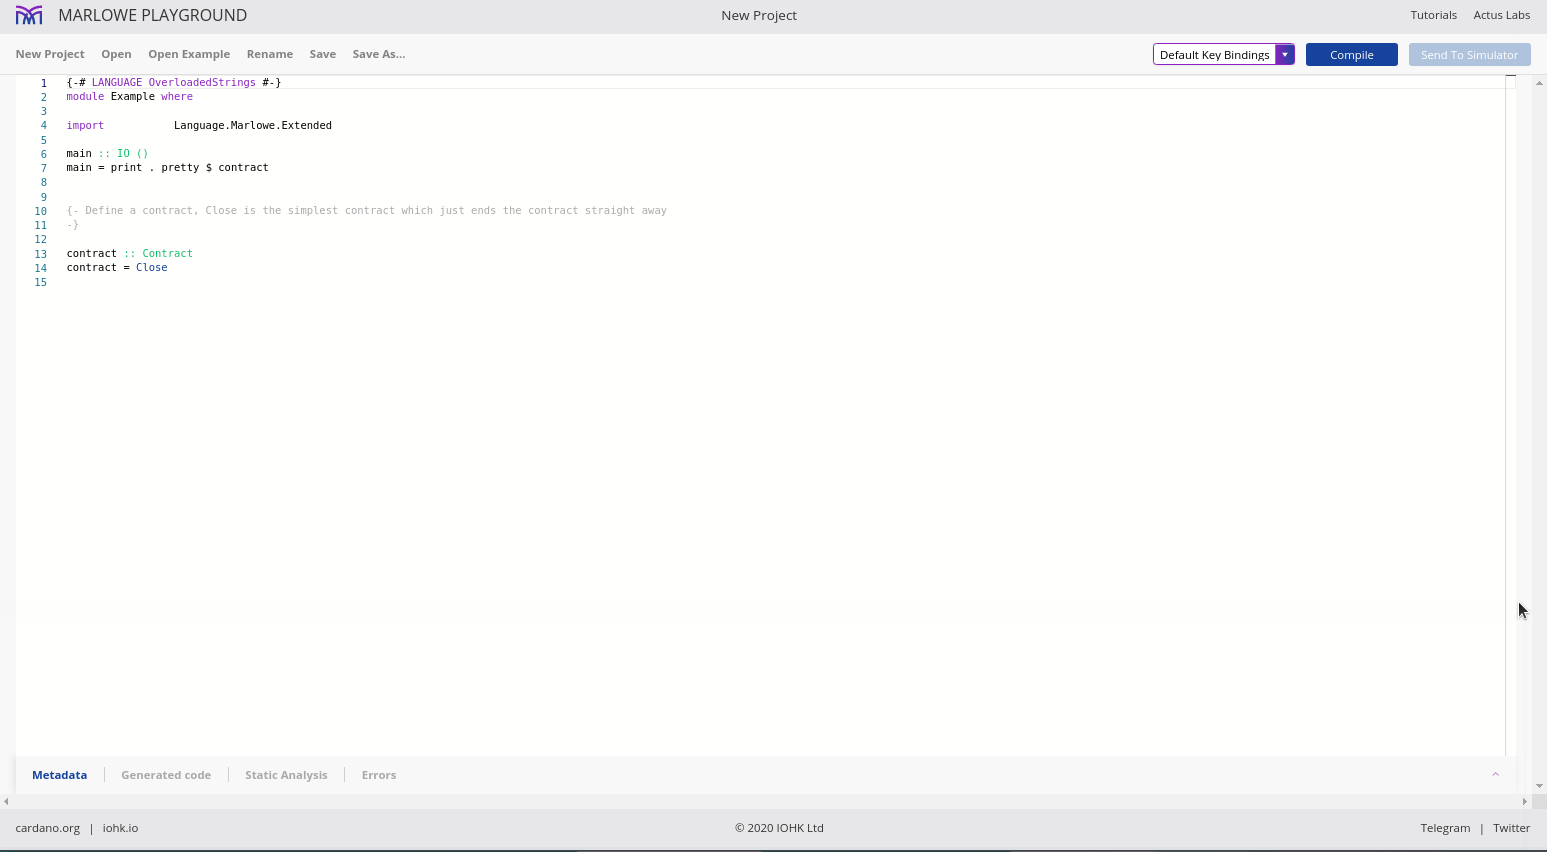 MARLOWE PLAYGROUND New Project Tutorials Actus Labs
New Project Open Open Example Rename Save Save As... Default Key Bindings Compile Send To Simulator
1 {-# LANGUAGE OverloadedStrings #-}
2 module Example where
3
4 import           Language.Marlowe.Extended
5
6 main :: IO ()
7 main = print . pretty $ contract
8
9
10 {- Define a contract, Close is the simplest contract which just ends the contract straight away
11 -}
12
13 contract :: Contract
14 contract = Close
15
Metadata Generated code Static Analysis Errors
cardano.org | iohk.io © 2020 IOHK Ltd Telegram | Twitter